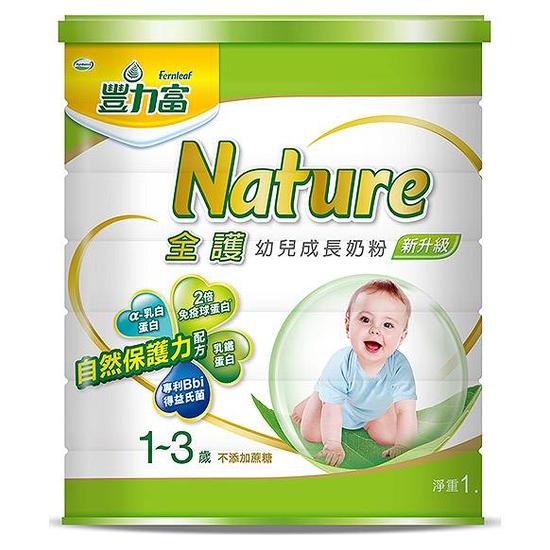 Fernleaf
豐力富
Nature
全護 幼兒成長奶粉 新升級
α-乳白
蛋白
2倍
免疫球蛋白
自然保護力配方
乳鐵
蛋白
專利Bbi
得益氏菌
1~3歲 不添加蔗糖
淨重1.